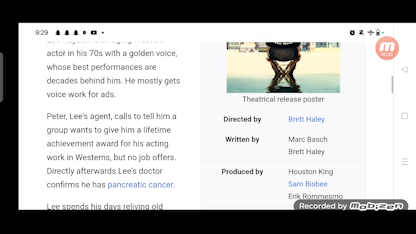 9:29
actor in his 70s with a golden voice,
whose best performances are
decades behind him. He mostly gets
voice work for ads.
Peter, Lee's agent, calls to tell him a
group wants to give him a lifetime
achievement award for his acting
work in Westerns, but no job offers.
Directly afterwards Lee's doctor
confirms he has pancreatic cancer.
Lee spends his days reliving old
Theatrical release poster
Directed by Brett Haley
Written by Marc Basch
Brett Haley
Produced by Houston King
Sam Bisbee
Erik Rommesmo
Recorded by Mobizen